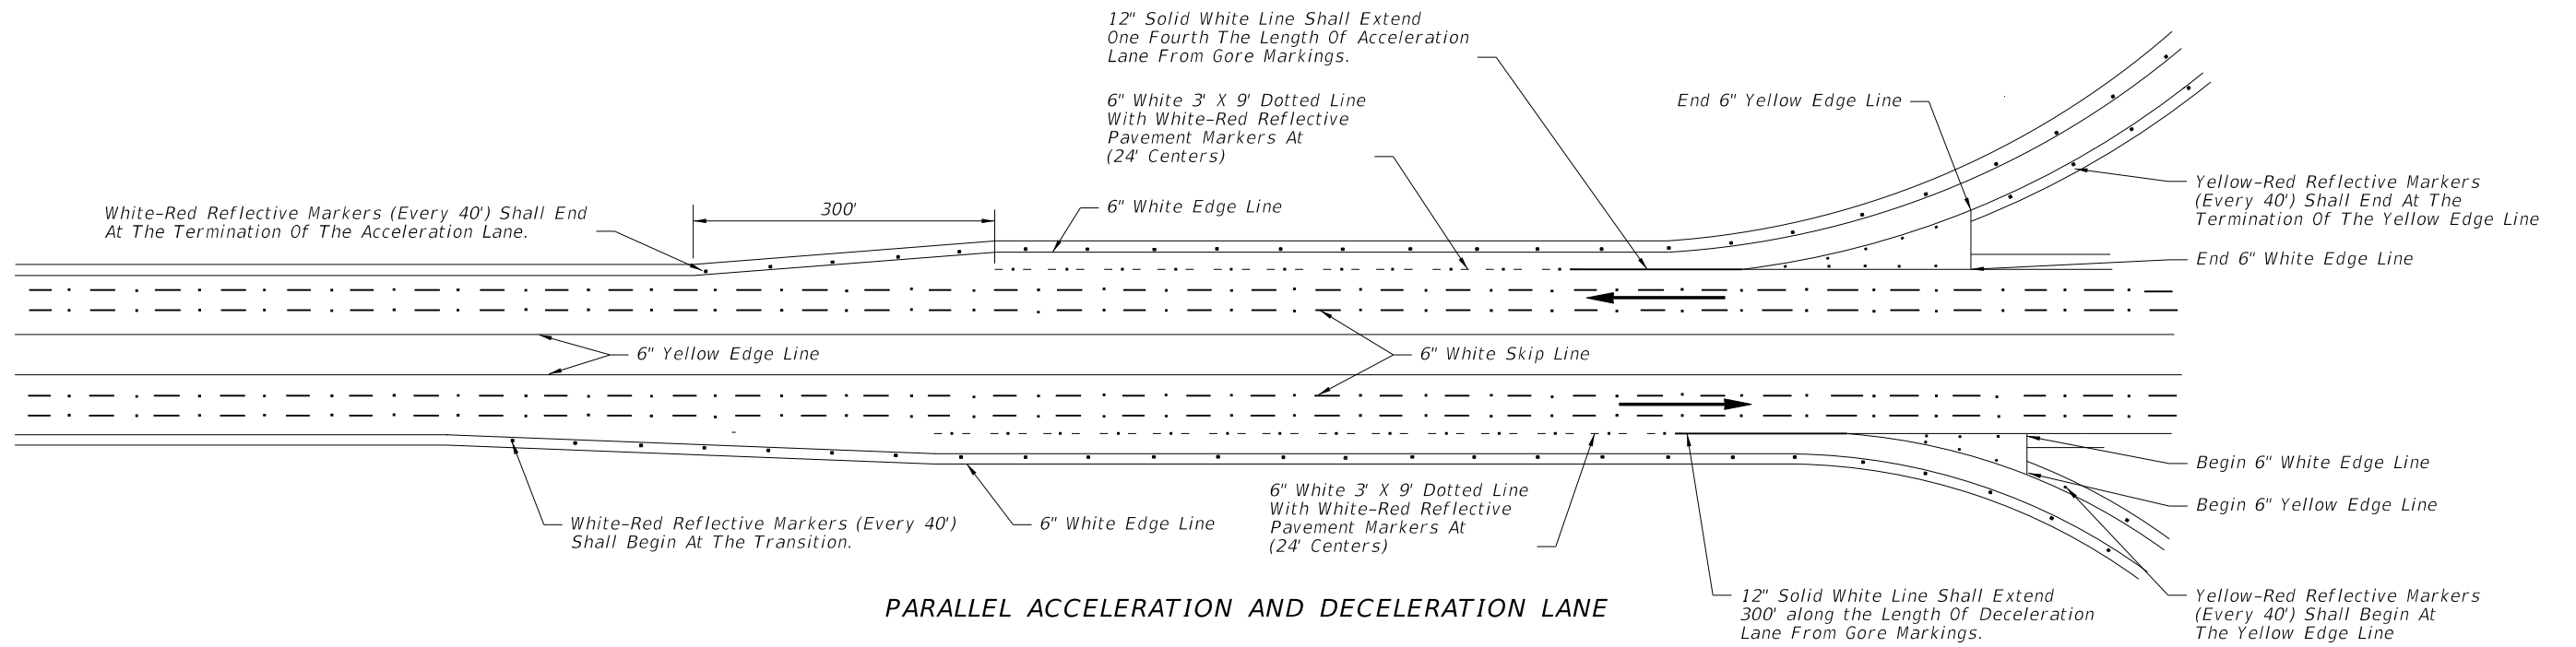 12" Solid White Line Shall Extend
One Fourth The Length Of Acceleration
Lane From Gore Markings.
6" White 3' X 9' Dotted Line
With White-Red Reflective
Pavement Markers At
(24' Centers)
End 6" Yellow Edge Line
Yellow-Red Reflective Markers
(Every 40') Shall End At The
Termination Of The Yellow Edge Line
White-Red Reflective Markers (Every 40') Shall End
At The Termination Of The Acceleration Lane.
300'
6" White Edge Line
End 6" White Edge Line
6" Yellow Edge Line
6" White Skip Line
Begin 6" White Edge Line
Begin 6" Yellow Edge Line
White-Red Reflective Markers (Every 40')
Shall Begin At The Transition.
6" White Edge Line
6" White 3' X 9' Dotted Line
With White-Red Reflective
Pavement Markers At
(24' Centers)
12" Solid White Line Shall Extend
300' along the Length Of Deceleration
Lane From Gore Markings.
Yellow-Red Reflective Markers
(Every 40') Shall Begin At
The Yellow Edge Line
PARALLEL ACCELERATION AND DECELERATION LANE